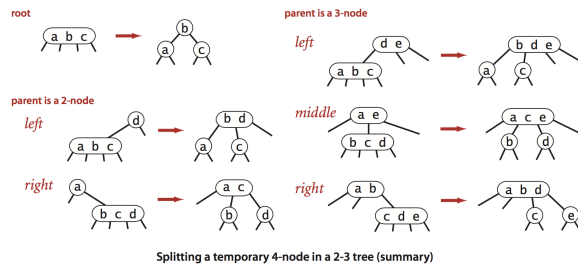 root
a b c
b
a c
parent is a 2-node
left
d
a b c
b d
a c
right
a
b c d
a c
b d
parent is a 3-node
left
d e
a b c
b d e
a c
middle
a e
b c d
a c e
b d
right
a b
c d e
a b d
c e
Splitting a temporary 4-node in a 2-3 tree (summary)